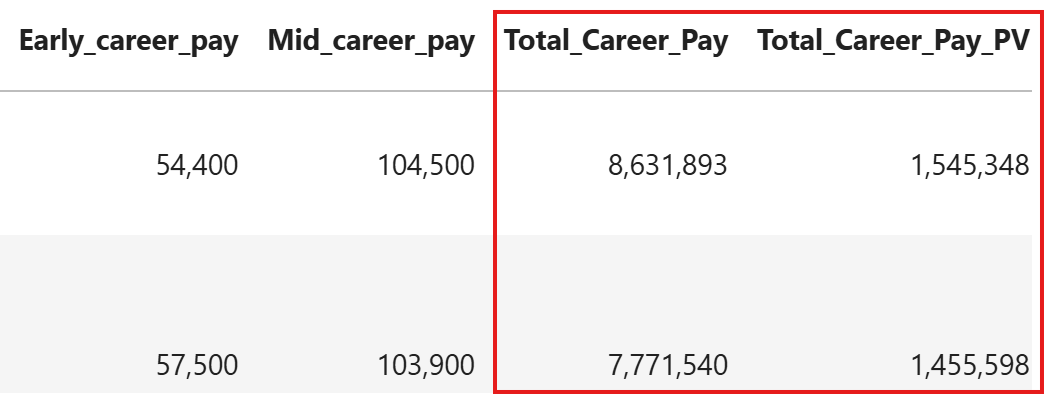 Early_career_pay Mid_career_pay Total_Career_Pay Total_Career_Pay_PV
54,400 104,500 8,631,893 1,545,348
57,500 103,900 7,771,540 1,455,598